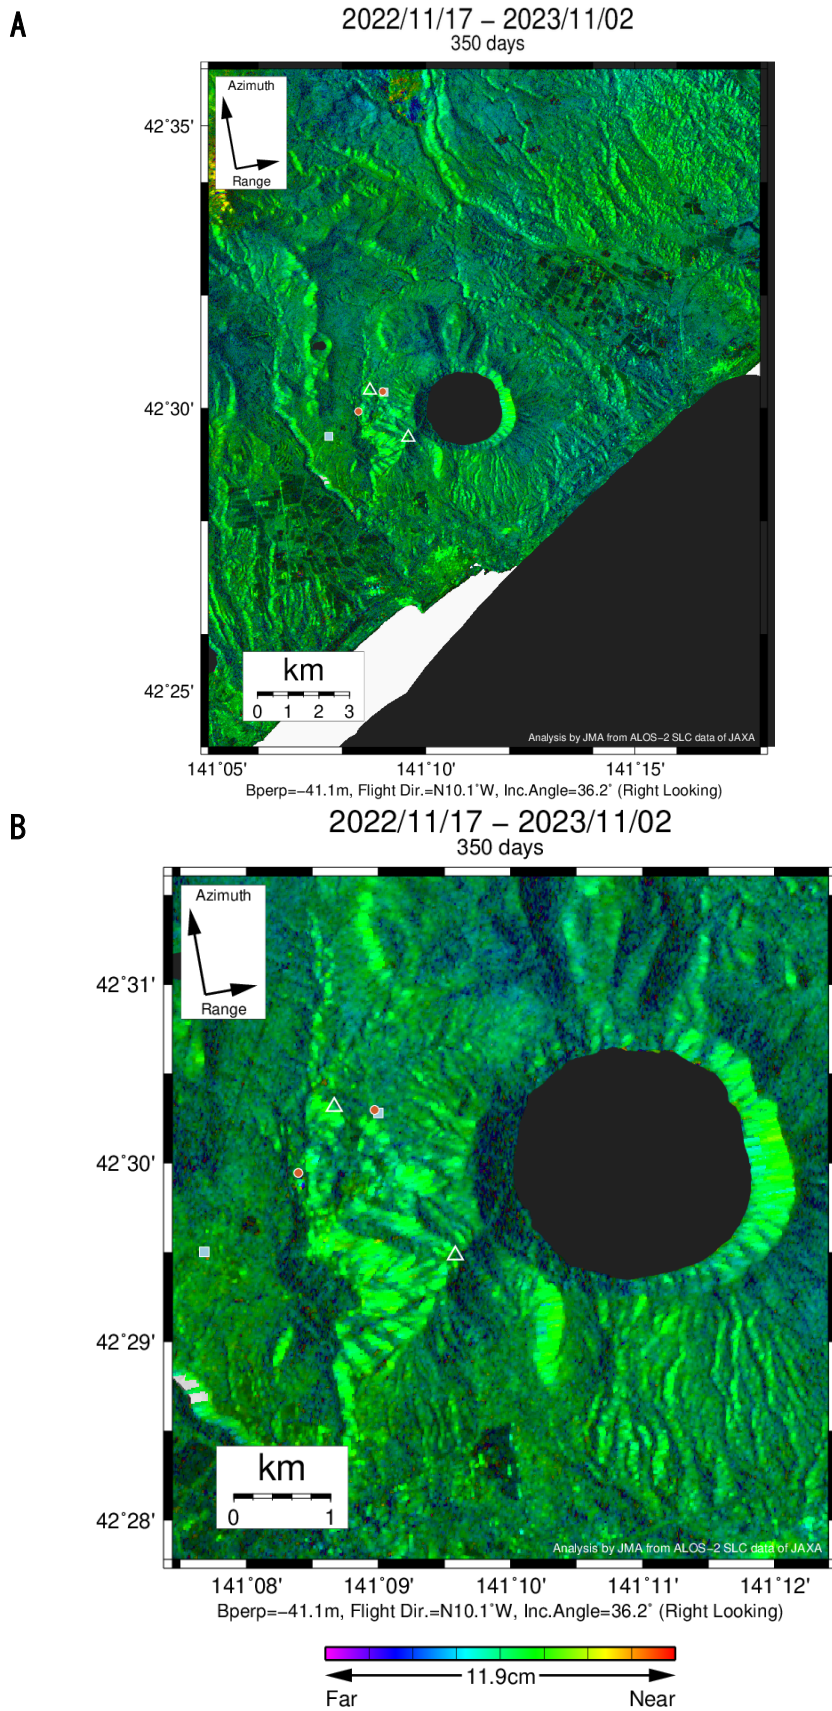 A
2022/11/17 − 2023/11/02
350 days
Azimuth
Range
42˚35'
42˚30'
42˚25'
km
0 1 2 3
Analysis by JMA from ALOS−2 SLC data of JAXA
141˚05' 141˚10' 141˚15'
Bperp=−41.1m, Flight Dir.=N10.1˚W, Inc.Angle=36.2˚ (Right Looking)
B
2022/11/17 − 2023/11/02
350 days
Azimuth
Range
42˚31'
42˚30'
42˚29'
42˚28'
km
0 1
Analysis by JMA from ALOS−2 SLC data of JAXA
141˚08' 141˚09' 141˚10' 141˚11' 141˚12'
Bperp=−41.1m, Flight Dir.=N10.1˚W, Inc.Angle=36.2˚ (Right Looking)
11.9cm
Far Near